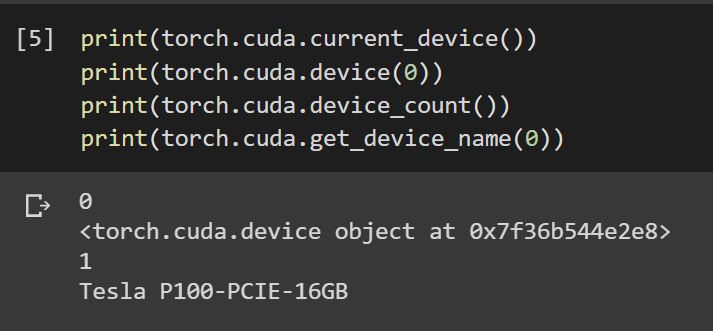 [5] print(torch.cuda.current_device())
print(torch.cuda.device(0))
print(torch.cuda.device_count())
print(torch.cuda.get_device_name(0))
0
<torch.cuda.device object at 0x7f36b544e2e8>
1
Tesla P100-PCIE-16GB